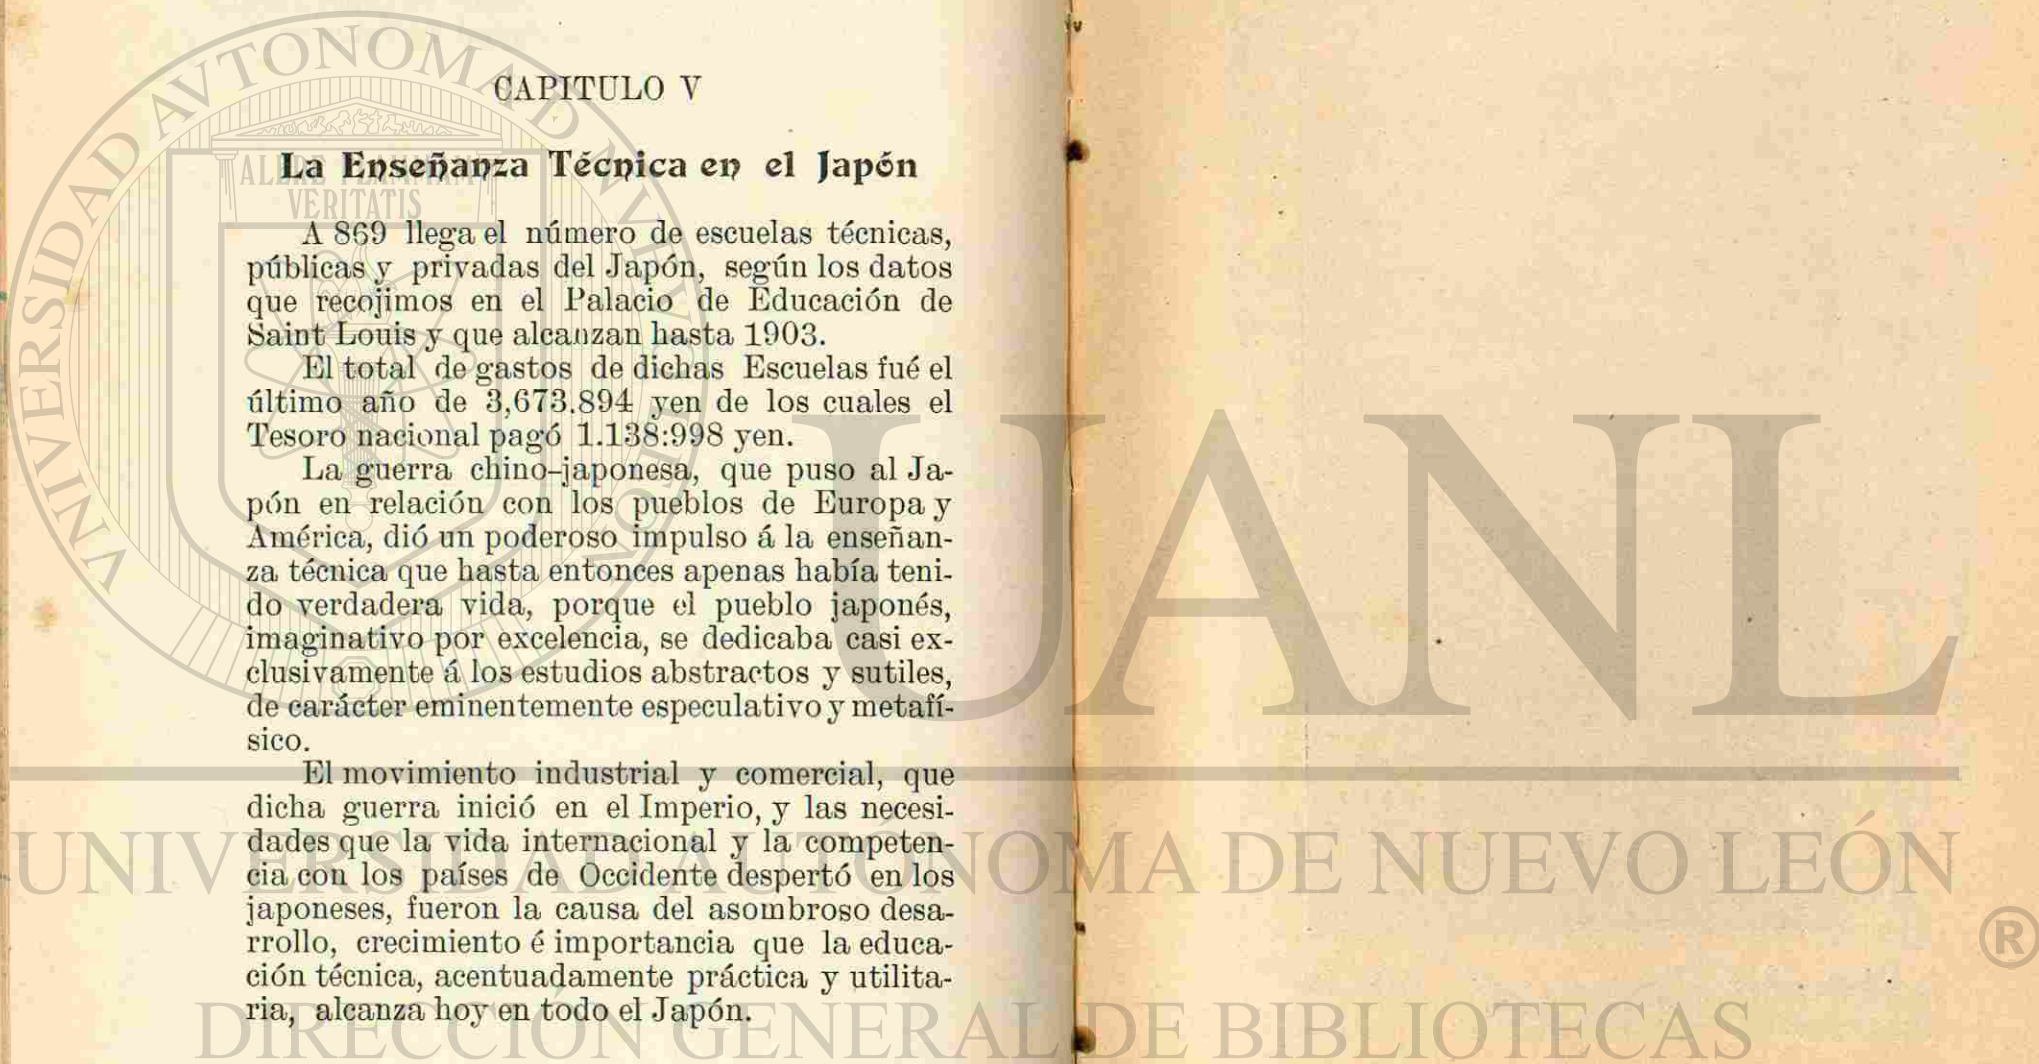 CAPITULO V
La Enseñanza Técnica en el Japón
A 869 llega el número de escuelas técnicas,
públicas y privadas del Japón, según los datos
que recojimos en el Palacio de Educación de
Saint Louis y que alcanzan hasta 1903.
El total de gastos de dichas Escuelas fué el
último año de 3,673.894 yen de los cuales el
Tesoro nacional pagó 1.138:998 yen.
La guerra chino-japonesa, que puso al Ja-
pón en relación con los pueblos de Europa y
América, dió un poderoso impulso á la enseñan-
za técnica que hasta entonces apenas había teni-
do verdadera vida, porque el pueblo japonés,
imaginativo por excelencia, se dedicaba casi ex-
clusivamente á los estudios abstractos y sutiles,
de carácter eminentemente especulativo y metafí-
sico.
El movimiento industrial y comercial, que
dicha guerra inició en el Imperio, y las necesi-
dades que la vida internacional y la competen-
cia con los países de Occidente despertó en los
japoneses, fueron la causa del asombroso desa-
rrollo, crecimiento é importancia que la educa-
ción técnica, acentuadamente práctica y utilita-
ria, alcanza hoy en todo el Japón.
UNIVERSIDAD AUTONOMA DE NUEVO LEON
ALERE FLAMMAM
VERITATIS
UANL
UNIVERSIDAD AUTÓNOMA DE NUEVO LEÓN
®
DIRECCIÓN GENERAL DE BIBLIOTECAS